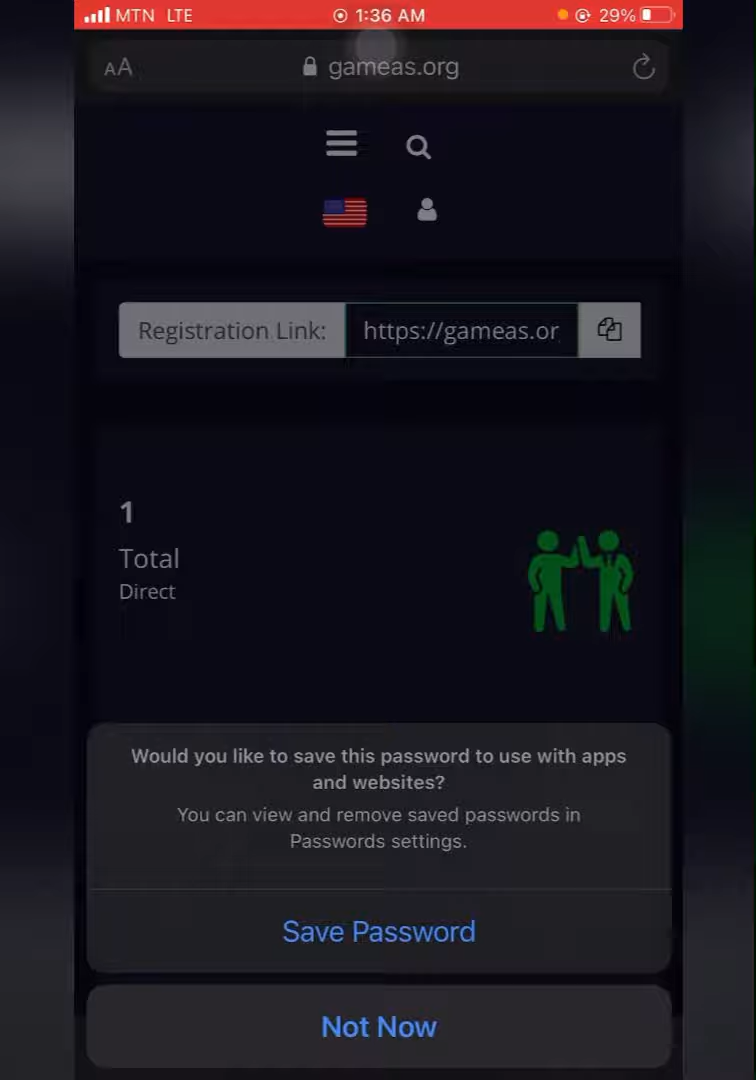 MTN LTE 1:36 AM 29%
AA gameas.org
Registration Link: https://gameas.or
1
Total
Direct
Would you like to save this password to use with apps
and websites?
You can view and remove saved passwords in
Passwords settings.
Save Password
Not Now